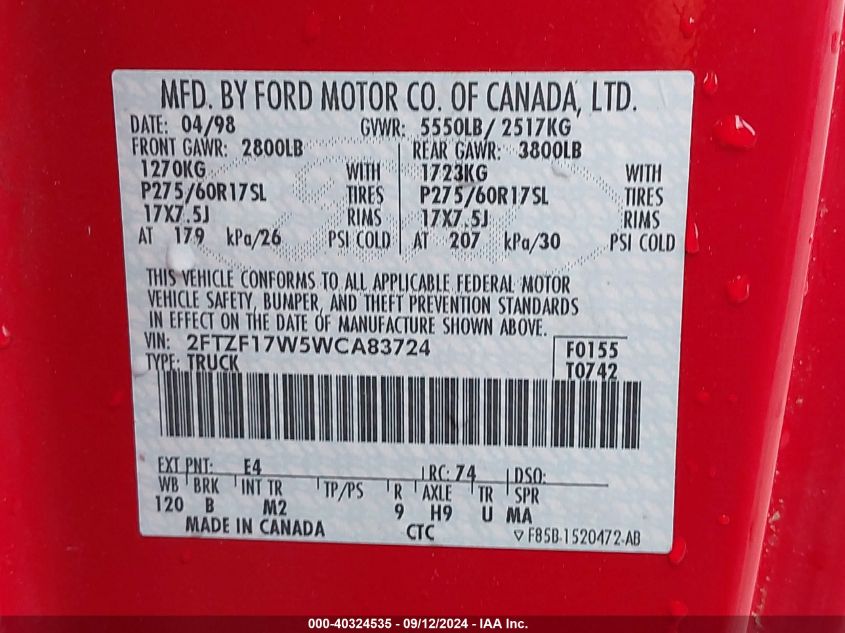 MFD. BY FORD MOTOR CO. OF CANADA, LTD.
DATE: 04/98 GVWR: 5550LB/ 2517KG
FRONT GAWR: 2800LB REAR GAWR: 3800LB
1270KG WITH 1723KG WITH
P275/60R17SL TIRES P275/60R17SL TIRES
17X7.5J RIMS 17X7.5J RIMS
AT 179 kPa/26 PSI COLD AT 207 kPa/30 PSI COLD
THIS VEHICLE CONFORMS TO ALL APPLICABLE FEDERAL MOTOR
VEHICLE SAFETY, BUMPER, AND THEFT PREVENTION STANDARDS
IN EFFECT ON THE DATE OF MANUFACTURE SHOWN ABOVE.
VIN: 2FTZF17W5WCA83724 F0155
TYPE: TRUCK T0742
EXT PNT: E4 RC: 74 DSO:
WB BRK INT TR TP/PS R AXLE TR SPR
120 B M2 9 H9 U MA
MADE IN CANADA CTC F85B-1520472-AB
000-40324535 - 09/12/2024 - IAA Inc.